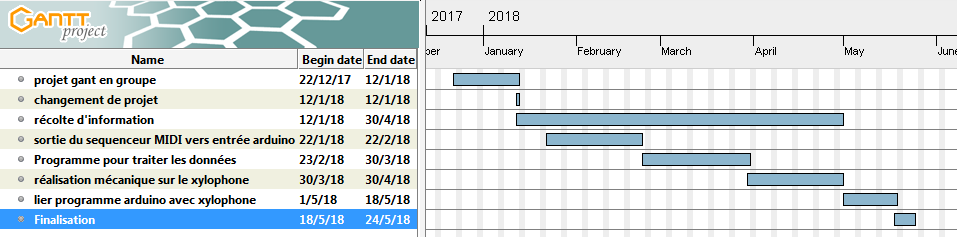 GANTT
project
2017 2018
ber January February March April May June
Name Begin date End date
projet gant en groupe 22/12/17 12/1/18
changement de projet 12/1/18 12/1/18
récolte d'information 12/1/18 30/4/18
sortie du sequenceur MIDI vers entrée arduino 22/1/18 22/2/18
Programme pour traiter les données 23/2/18 30/3/18
réalisation mécanique sur le xylophone 30/3/18 30/4/18
lier programme arduino avec xylophone 1/5/18 18/5/18
Finalisation 18/5/18 24/5/18